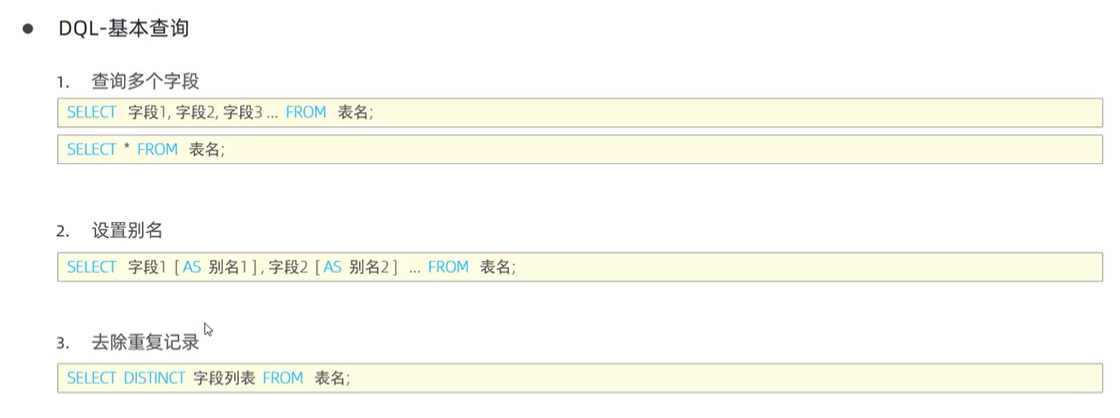 ● DQL-基本查询
1. 查询多个字段
SELECT 字段1, 字段2, 字段3 ... FROM 表名;
SELECT * FROM 表名;
2. 设置别名
SELECT 字段1 [ AS 别名1 ] , 字段2 [ AS 别名2 ] ... FROM 表名;
3. 去除重复记录
SELECT DISTINCT 字段列表 FROM 表名;